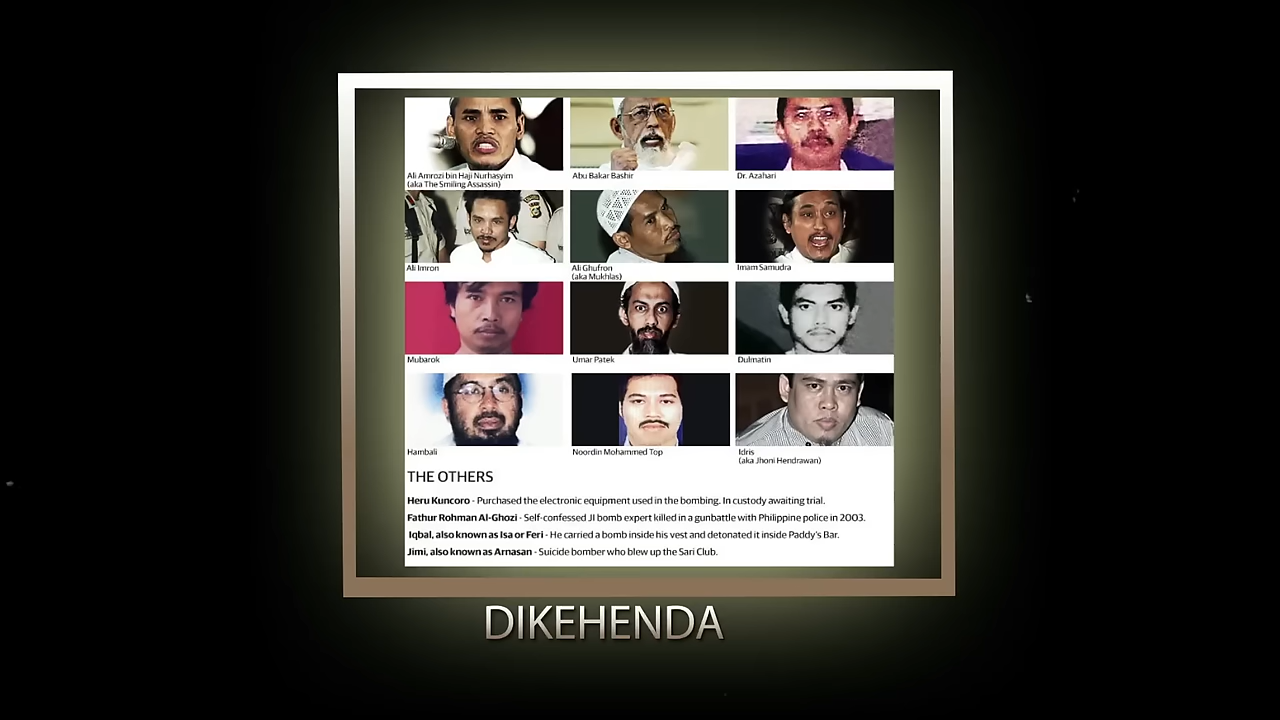 Ali Amrozi bin Haji Nurhasyim
(aka The Smiling Assassin)
Abu Bakar Bashir
Dr. Azahari
Ali Imron
Ali Ghufron
(aka Mukhlas)
Imam Samudra
Mubarok
Umar Patek
Dulmatin
Hambali
Noordin Mohammed Top
Idris
(aka Jhoni Hendrawan)
THE OTHERS
Heru Kuncoro - Purchased the electronic equipment used in the bombing. In custody awaiting trial.
Fathur Rohman Al-Ghozi - Self-confessed JI bomb expert killed in a gunbattle with Philippine police in 2003.
Iqbal, also known as Isa or Feri - He carried a bomb inside his vest and detonated it inside Paddy's Bar.
Jimi, also known as Arnasan - Suicide bomber who blew up the Sari Club.
DIKEHENDA